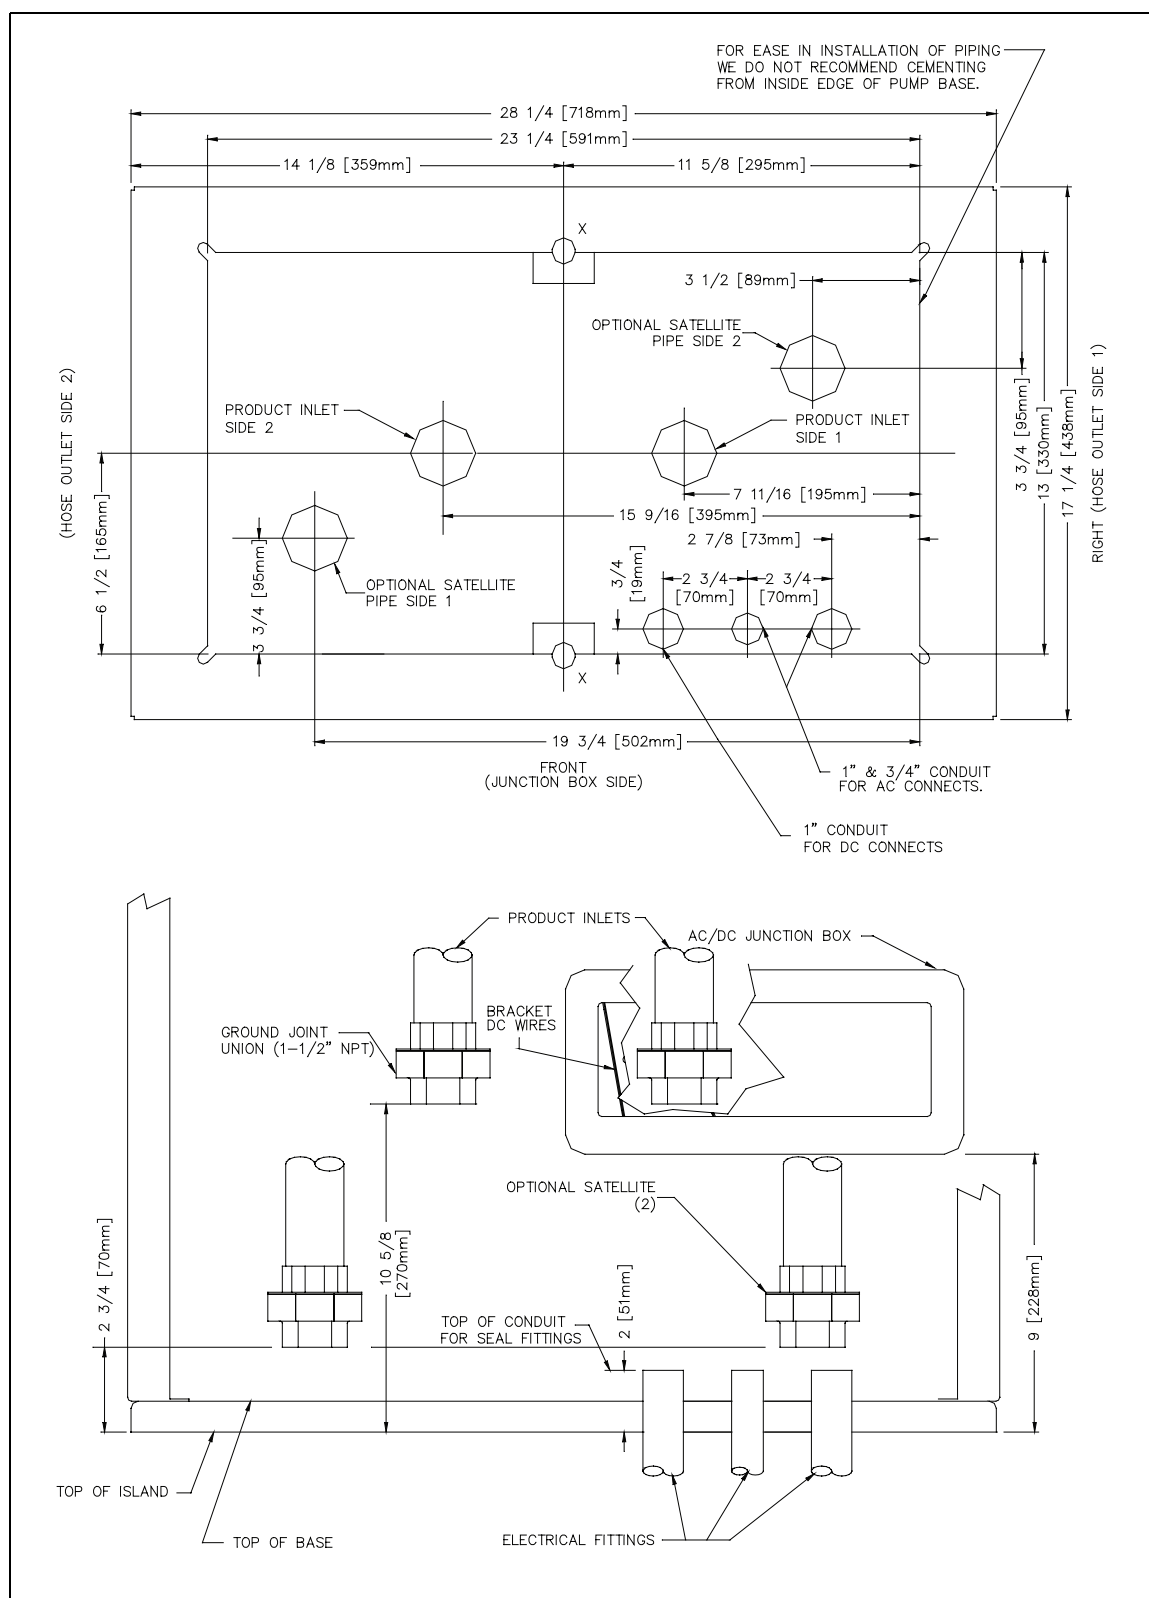 FOR EASE IN INSTALLATION OF PIPING
WE DO NOT RECOMMEND CEMENTING
FROM INSIDE EDGE OF PUMP BASE.
28 1/4 [718mm]
23 1/4 [591mm]
14 1/8 [359mm]
11 5/8 [295mm]
X
3 1/2 [89mm]
OPTIONAL SATELLITE
PIPE SIDE 2
(HOSE OUTLET SIDE 2)
PRODUCT INLET
SIDE 2
PRODUCT INLET
SIDE 1
3 3/4 [95mm]
13 [330mm]
17 1/4 [438mm]
RIGHT (HOSE OUTLET SIDE 1)
7 11/16 [195mm]
15 9/16 [395mm]
2 7/8 [73mm]
6 1/2 [165mm]
3 3/4 [95mm]
OPTIONAL SATELLITE
PIPE SIDE 1
3/4
[19mm]
2 3/4
[70mm]
2 3/4
[70mm]
X
19 3/4 [502mm]
FRONT
(JUNCTION BOX SIDE)
1” & 3/4” CONDUIT
FOR AC CONNECTS.
1” CONDUIT
FOR DC CONNECTS
PRODUCT INLETS
AC/DC JUNCTION BOX
BRACKET
DC WIRES
GROUND JOINT
UNION (1-1/2” NPT)
OPTIONAL SATELLITE
(2)
2 3/4 [70mm]
10 5/8
[270mm]
2 [51mm]
9 [228mm]
TOP OF CONDUIT
FOR SEAL FITTINGS
TOP OF ISLAND
TOP OF BASE
ELECTRICAL FITTINGS